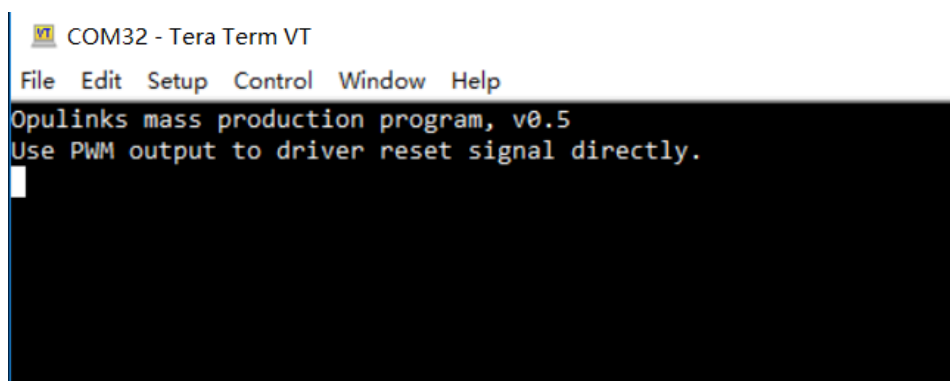 COM32 - Tera Term VT
File Edit Setup Control Window Help
Opulinks mass production program, v0.5
Use PWM output to driver reset signal directly.